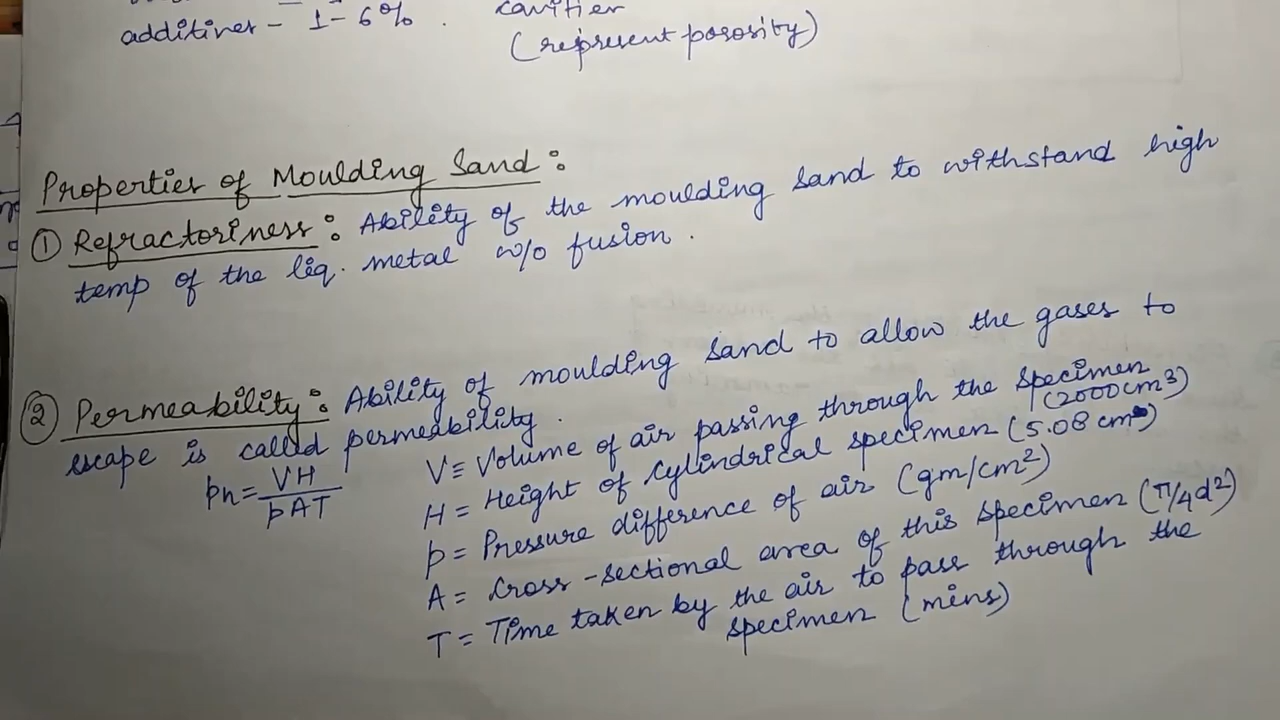 additives - 1 - 6% .
cavities
(represent porosity)
Properties of Moulding Sand :
① Refractoriness : Ability of the moulding sand to withstand high
temp of the liq. metal w/o fusion .
② Permeability : Ability of moulding sand to allow the gases to
escape is called permeability .
pn = VH / pAT
V = Volume of air passing through the specimen
(2000 cm³)
H = Height of cylindrical specimen (5.08 cm)
p = Pressure difference of air (gm/cm²)
A = Cross-sectional area of this specimen (π/4 d²)
T = Time taken by the air to pass through the
specimen (mins)